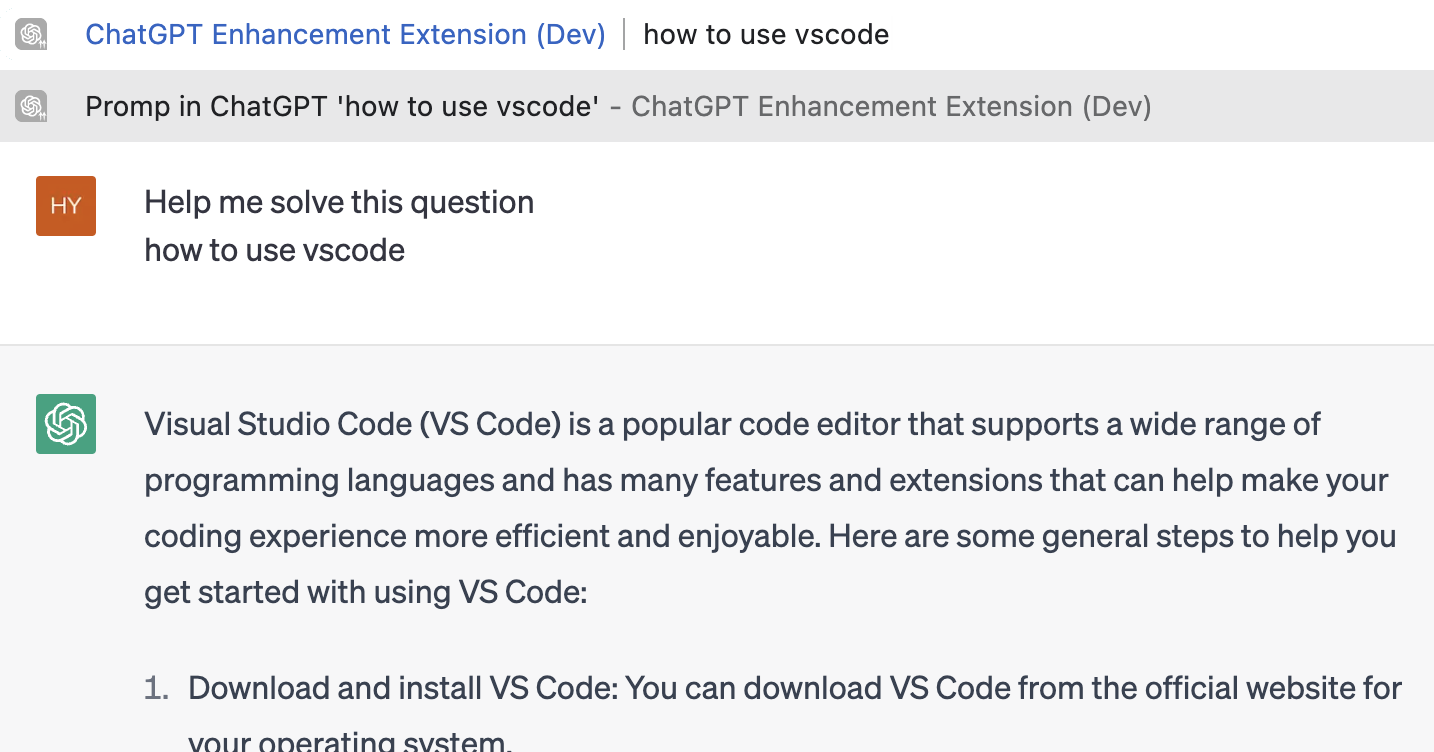 ChatGPT Enhancement Extension (Dev) | how to use vscode
Promp in ChatGPT 'how to use vscode' - ChatGPT Enhancement Extension (Dev)
HY
Help me solve this question
how to use vscode
Visual Studio Code (VS Code) is a popular code editor that supports a wide range of
programming languages and has many features and extensions that can help make your
coding experience more efficient and enjoyable. Here are some general steps to help you
get started with using VS Code:
1. Download and install VS Code: You can download VS Code from the official website for
your operating system.